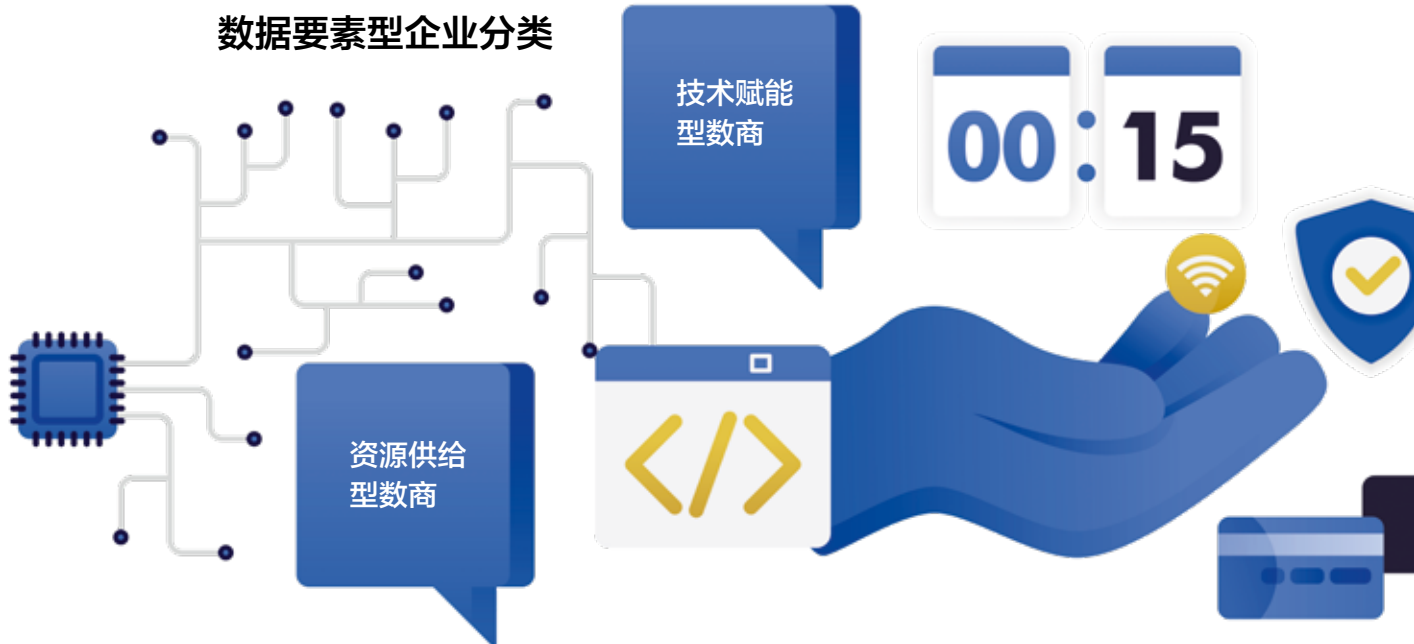 数据要素型企业分类
技术赋能
型数商
00:15
资源供给
型数商
</>